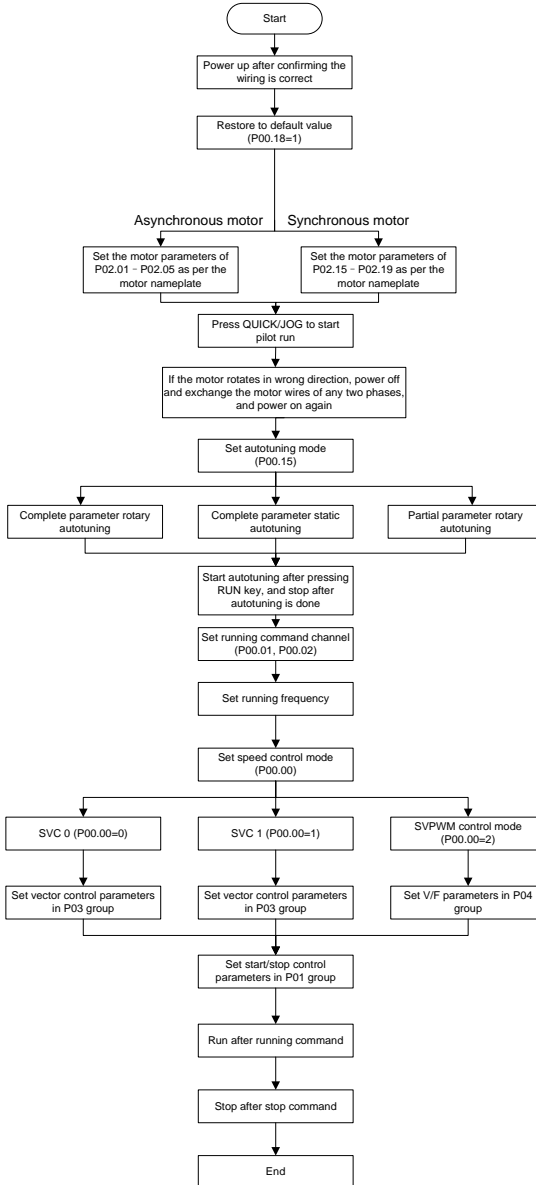 Start
Power up after confirming the
wiring is correct
Restore to default value
(P00.18=1)
Asynchronous motor
Synchronous motor
Set the motor parameters of
P02.01 - P02.05 as per the
motor nameplate
Set the motor parameters of
P02.15 - P02.19 as per the
motor nameplate
Press QUICK/JOG to start
pilot run
If the motor rotates in wrong direction, power off
and exchange the motor wires of any two phases,
and power on again
Set autotuning mode
(P00.15)
Complete parameter rotary
autotuning
Complete parameter static
autotuning
Partial parameter rotary
autotuning
Start autotuning after pressing
RUN key, and stop after
autotuning is done
Set running command channel
(P00.01, P00.02)
Set running frequency
Set speed control mode
(P00.00)
SVC 0 (P00.00=0)
SVC 1 (P00.00=1)
SVPWM control mode
(P00.00=2)
Set vector control parameters
in P03 group
Set vector control parameters
in P03 group
Set V/F parameters in P04
group
Set start/stop control
parameters in P01 group
Run after running command
Stop after stop command
End